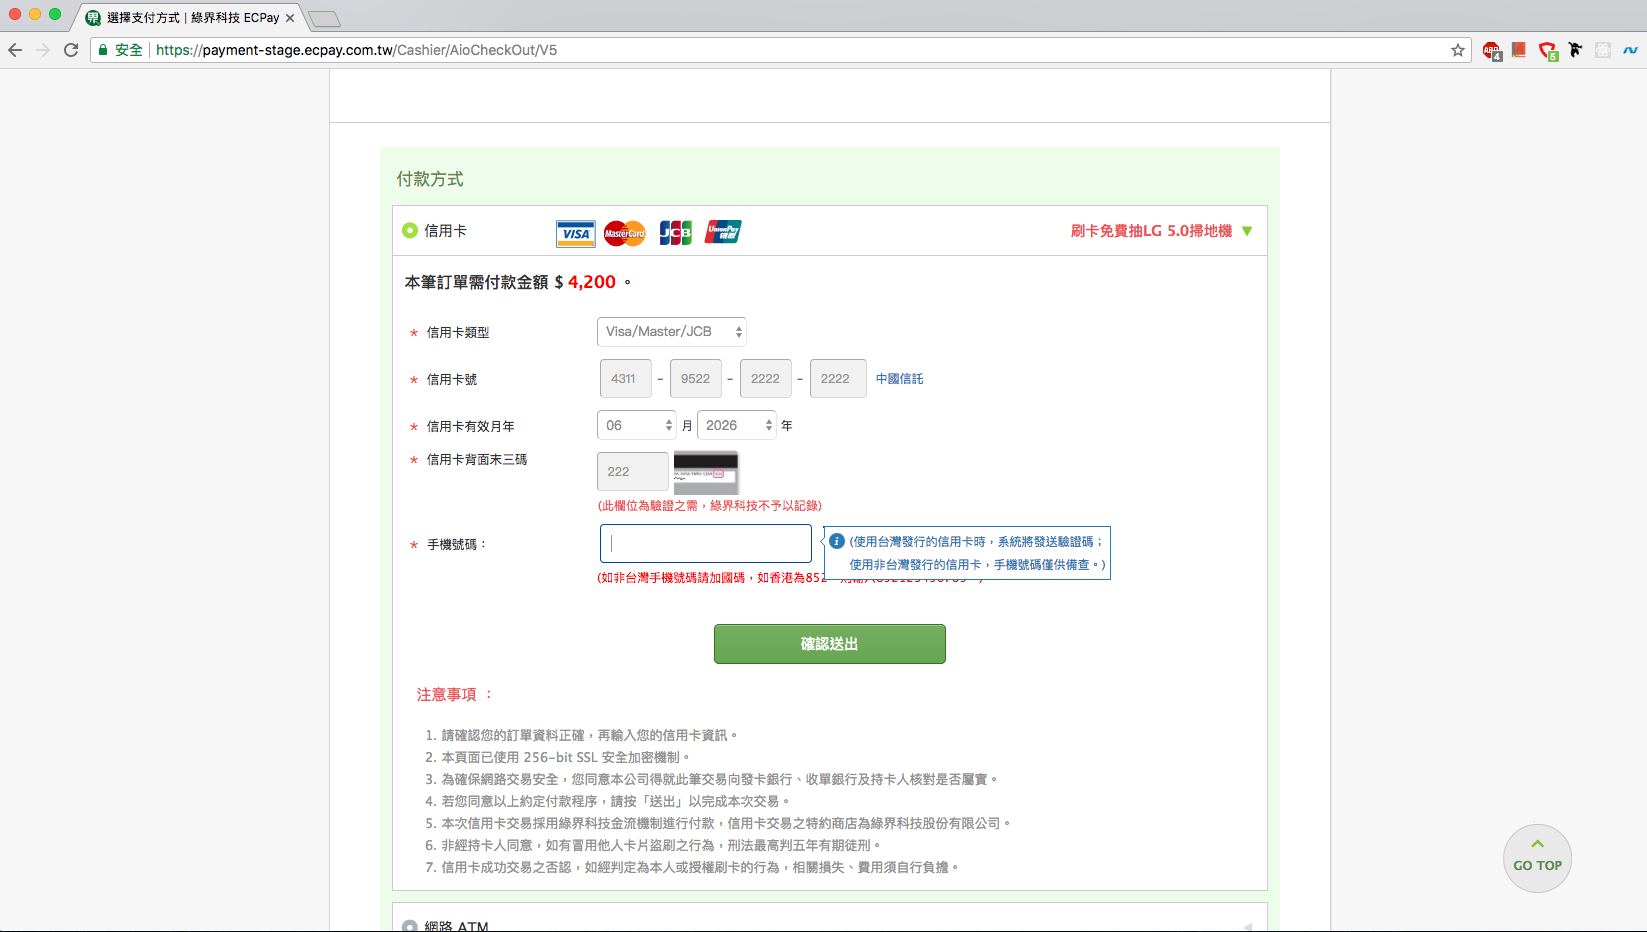 選擇支付方式 | 綠界科技 ECPay
安全 https://payment-stage.ecpay.com.tw/Cashier/AioCheckOut/V5
ABP 4 5
付款方式
信用卡 VISA MasterCard JCB UnionPay 銀聯 刷卡免費抽LG 5.0掃地機
本筆訂單需付款金額 $ 4,200 。
* 信用卡類型 Visa/Master/JCB
* 信用卡號 4311 - 9522 - 2222 - 2222 中國信託
* 信用卡有效月年 06 月 2026 年
* 信用卡背面末三碼 222
(此欄位為驗證之需，綠界科技不予以記錄)
* 手機號碼：
(使用台灣發行的信用卡時，系統將發送驗證碼；
使用非台灣發行的信用卡，手機號碼僅供備查。)
(如非台灣手機號碼請加國碼，如香港為852
確認送出
注意事項 ：
1. 請確認您的訂單資料正確，再輸入您的信用卡資訊。
2. 本頁面已使用 256-bit SSL 安全加密機制。
3. 為確保網路交易安全，您同意本公司得就此筆交易向發卡銀行、收單銀行及持卡人核對是否屬實。
4. 若您同意以上約定付款程序，請按「送出」以完成本次交易。
5. 本次信用卡交易採用綠界科技金流機制進行付款，信用卡交易之特約商店為綠界科技股份有限公司。
6. 非經持卡人同意，如有冒用他人卡片盜刷之行為，刑法最高判五年有期徒刑。
7. 信用卡成功交易之否認，如經判定為本人或授權刷卡的行為，相關損失、費用須自行負擔。
GO TOP
網路 ATM